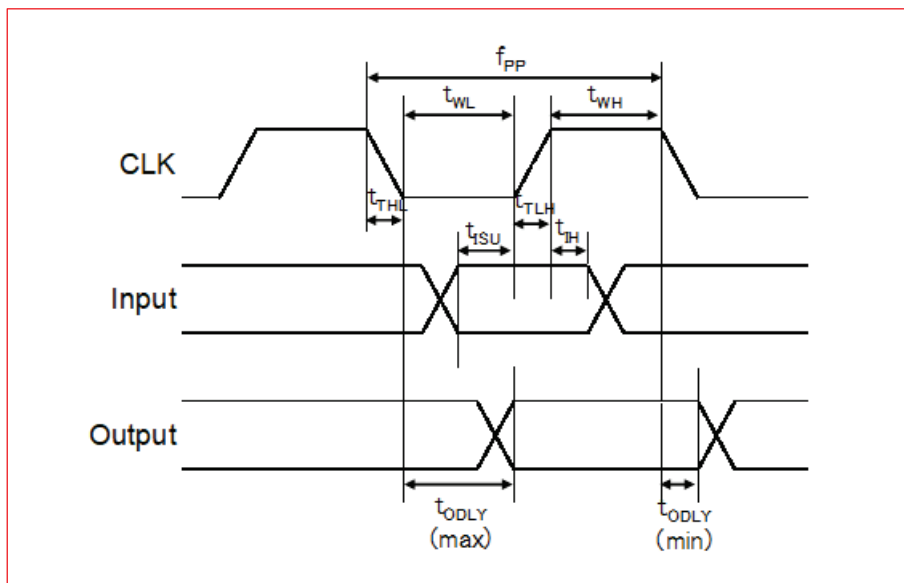 fPP
tWL
tWH
CLK
tTHL
tTLH
tISU
tIH
Input
Output
tODLY
(max)
tODLY
(min)